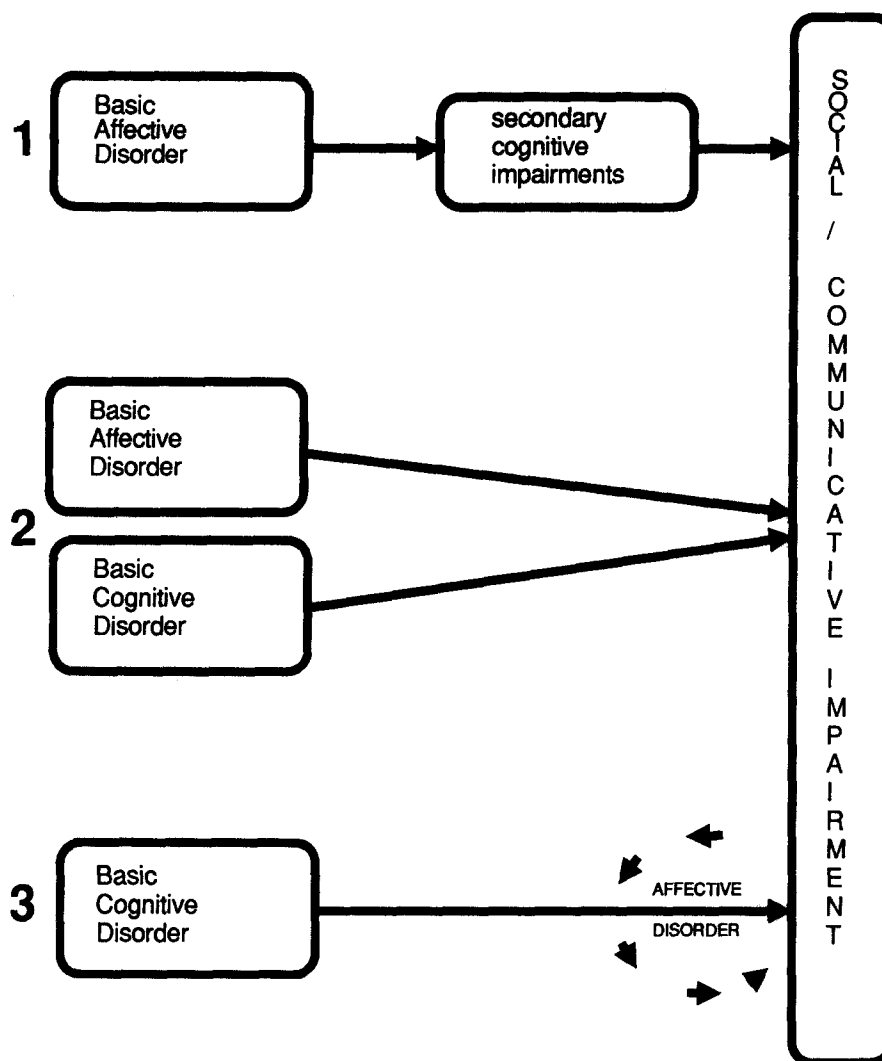 1
Basic
Affective
Disorder
secondary
cognitive
impairments
2
Basic
Affective
Disorder
Basic
Cognitive
Disorder
3
Basic
Cognitive
Disorder
AFFECTIVE
DISORDER
SOCIAL / COMMUNICATIVE IMPAIRMENT